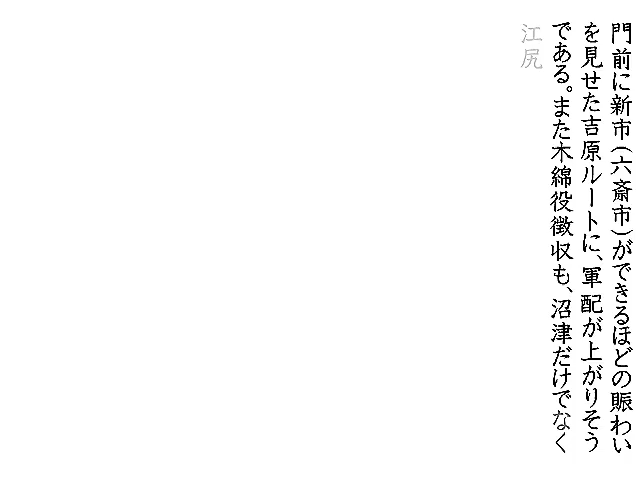 門前に新市(六斎市)ができるほどの賑わい
を見せた吉原ルートに、軍配が上がりそう
である。また木綿役徴収も、沼津だけでなく
江尻